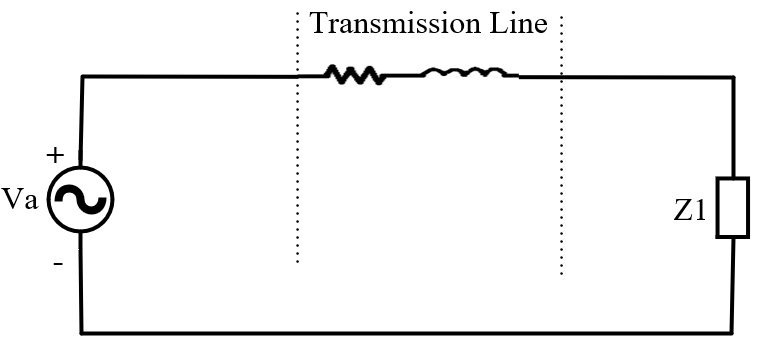 Transmission Line
+
Va
-
Z1